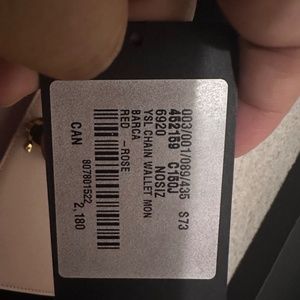 003/001/089/435 S73
452159 C150J
6920 NOSIZ
YSL CHAIN WALLET MON
BARCA
RED -ROSE
807801522
CAN 2,180